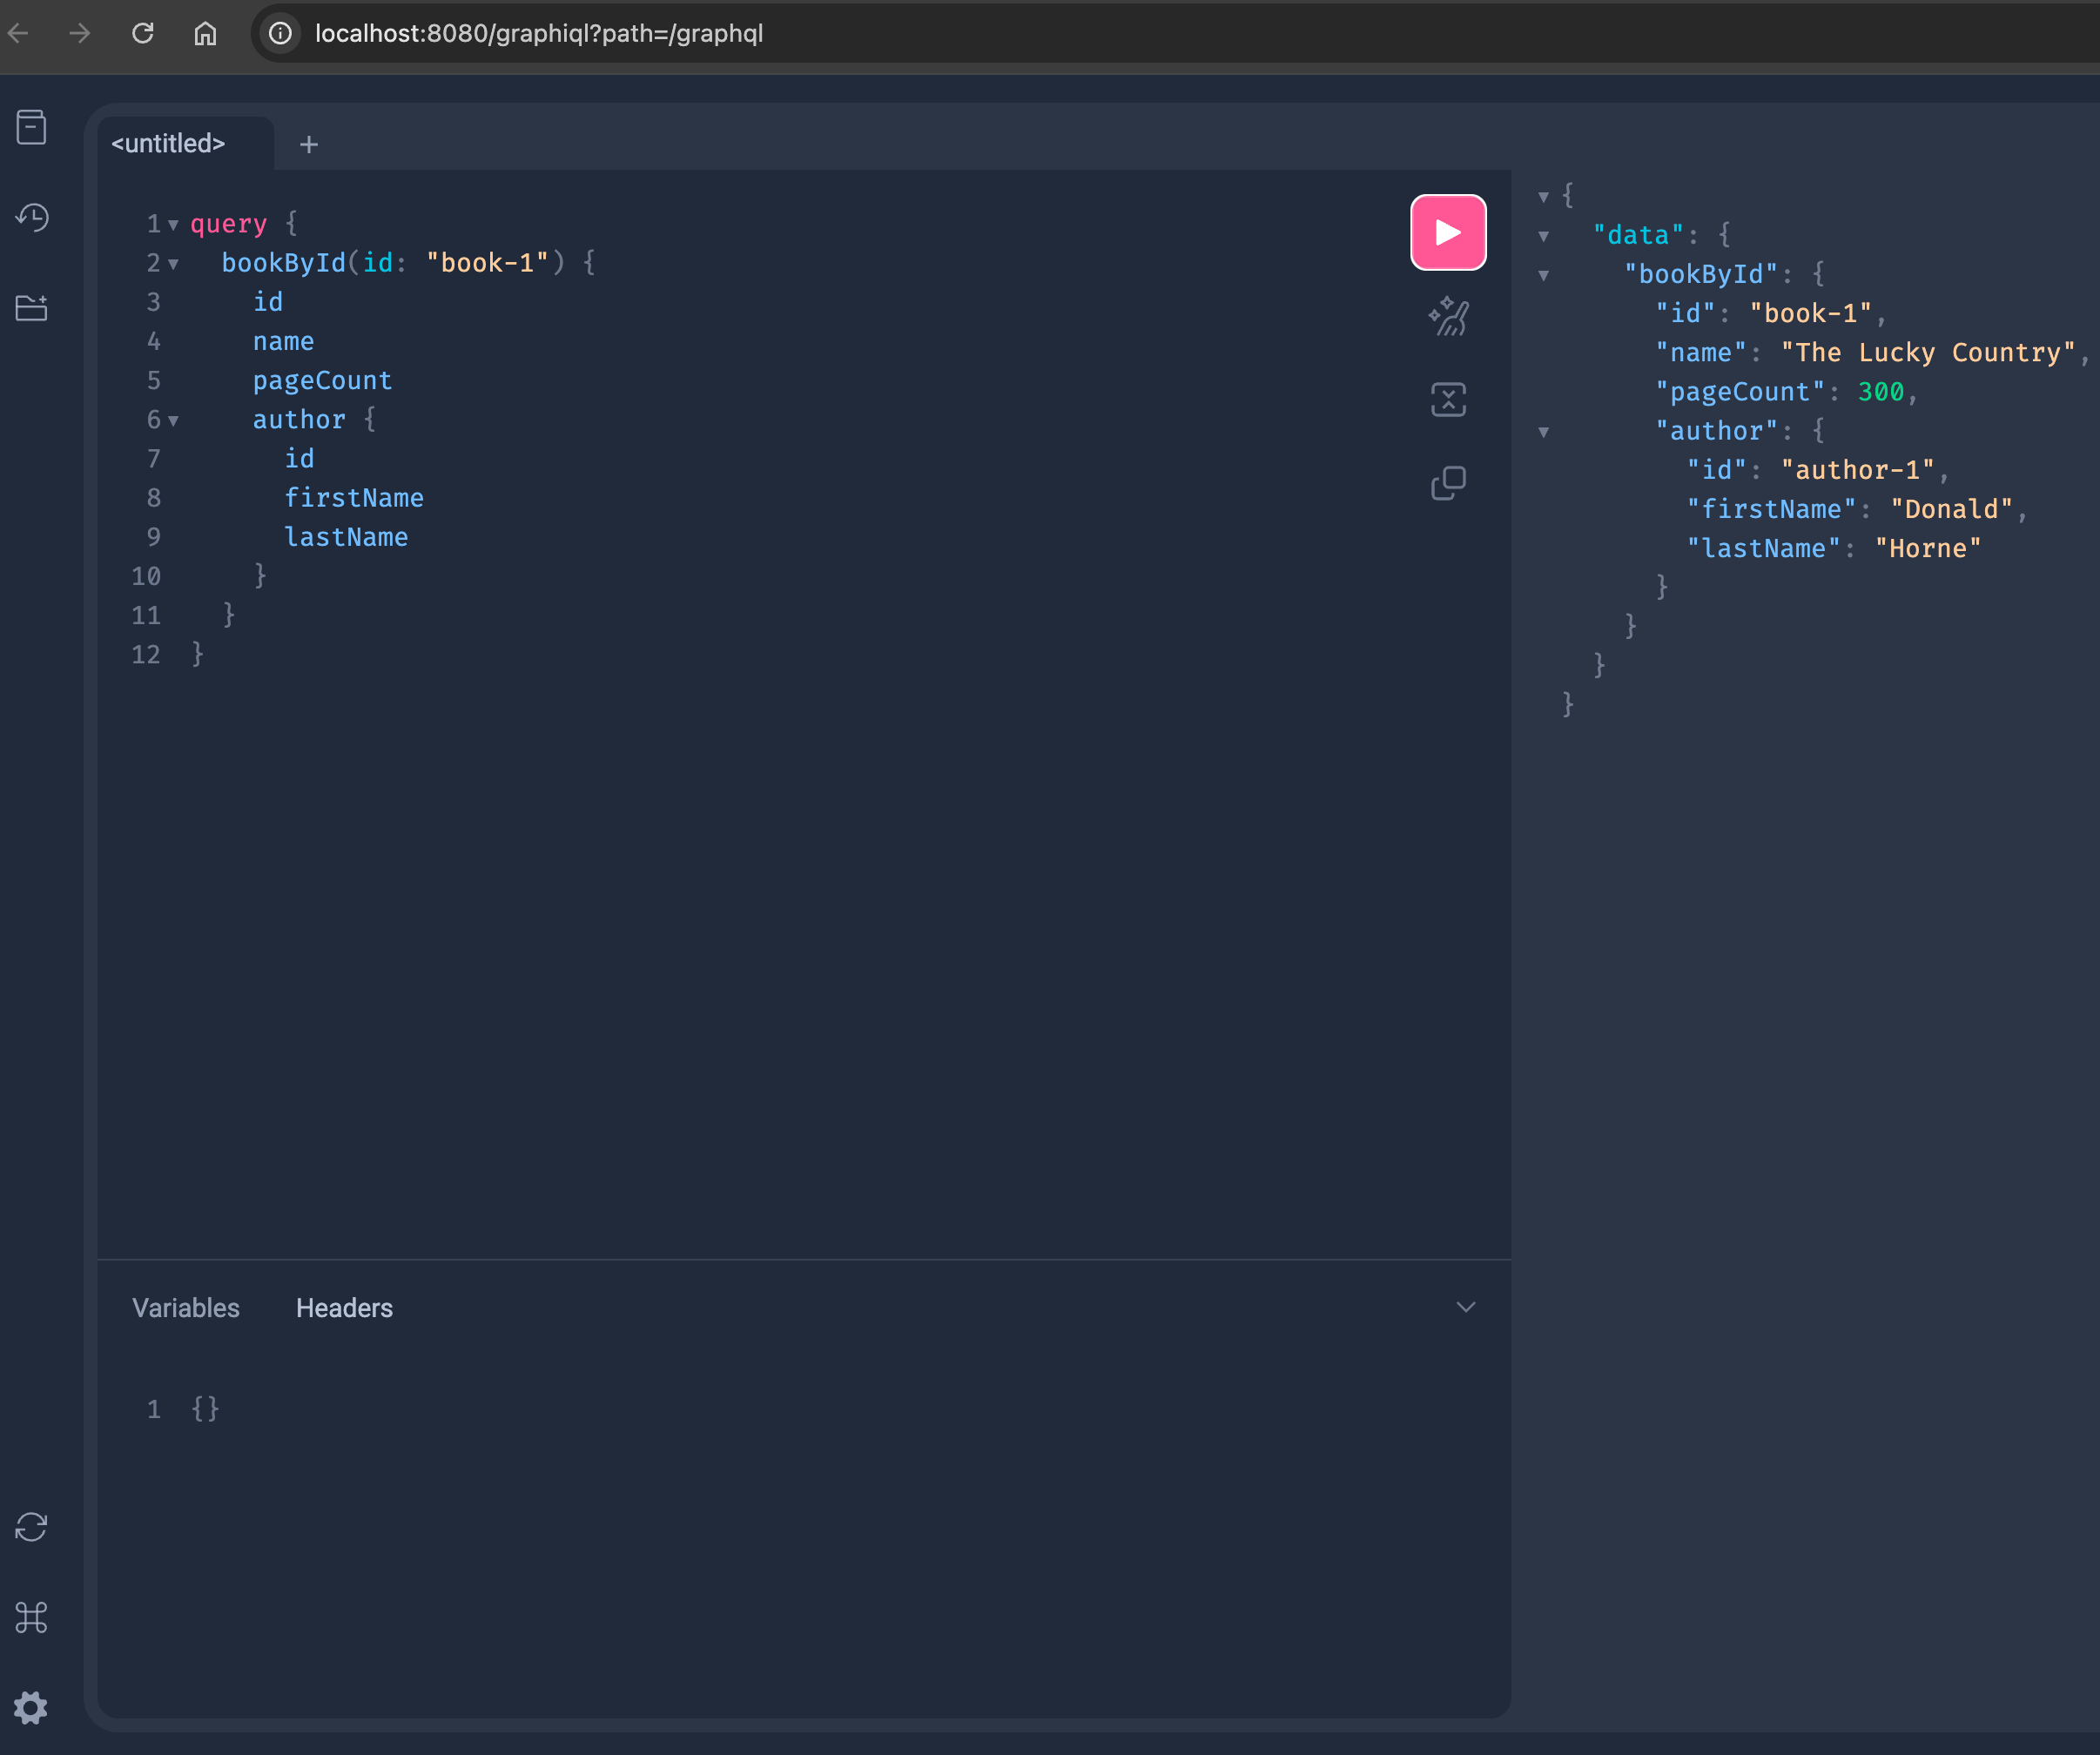 localhost:8080/graphiql?path=/graphql
<untitled> +
1 query {
2 bookById(id: "book-1") {
3 id
4 name
5 pageCount
6 author {
7 id
8 firstName
9 lastName
10 }
11 }
12 }
{
"data": {
"bookById": {
"id": "book-1",
"name": "The Lucky Country",
"pageCount": 300,
"author": {
"id": "author-1",
"firstName": "Donald",
"lastName": "Horne"
}
}
}
}
Variables Headers
1 {}